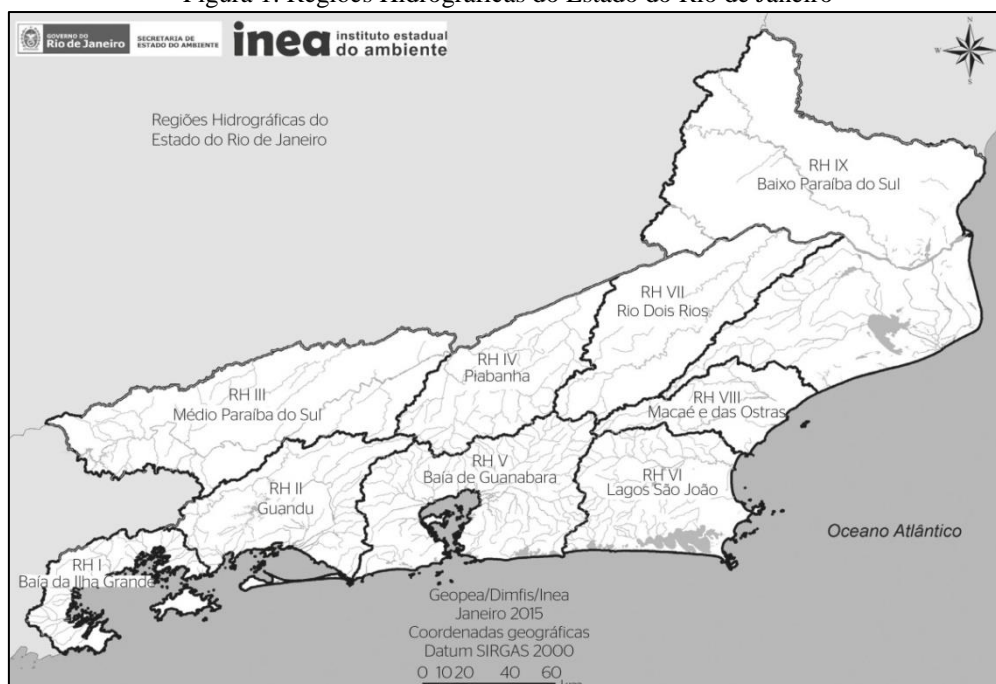 Figura 1: Regiões Hidrográficas do Estado do Rio de Janeiro
GOVERNO DO
Rio de Janeiro
SECRETARIA DE
ESTADO DO AMBIENTE
inea instituto estadual
do ambiente
N
W
E
S
Regiões Hidrográficas do
Estado do Rio de Janeiro
RH IX
Baixo Paraíba do Sul
RH VII
Rio Dois Rios
RH IV
Piabanha
RH III
Médio Paraíba do Sul
RH VIII
Macaé e das Ostras
RH V
Baía de Guanabara
RH VI
Lagos São João
RH II
Guandu
Oceano Atlântico
RH I
Baía da Ilha Grande
Geopea/Dimfis/Inea
Janeiro 2015
Coordenadas geográficas
Datum SIRGAS 2000
0 10 20 40 60
km